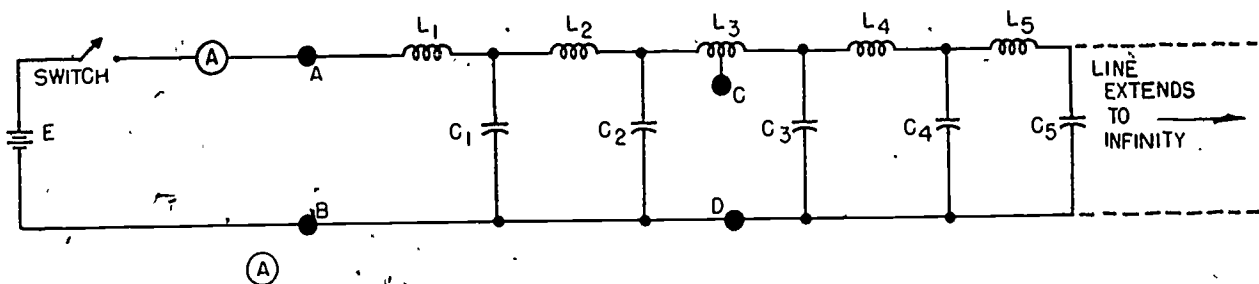 L1 L2 L3 L4 L5
SWITCH
A
A
C
LINE
EXTENDS
TO
INFINITY
E
C1 C2 C3 C4 C5
B
D
A